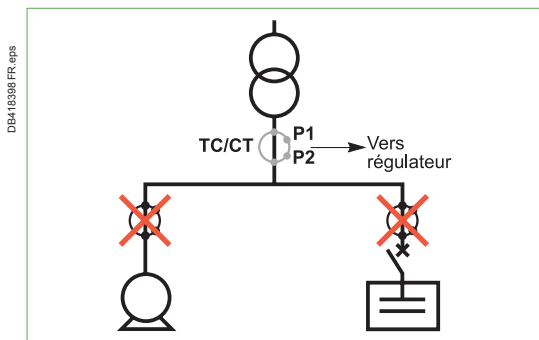 DB418398 FR.eps
TC/CT
P1
P2
Vers
régulateur